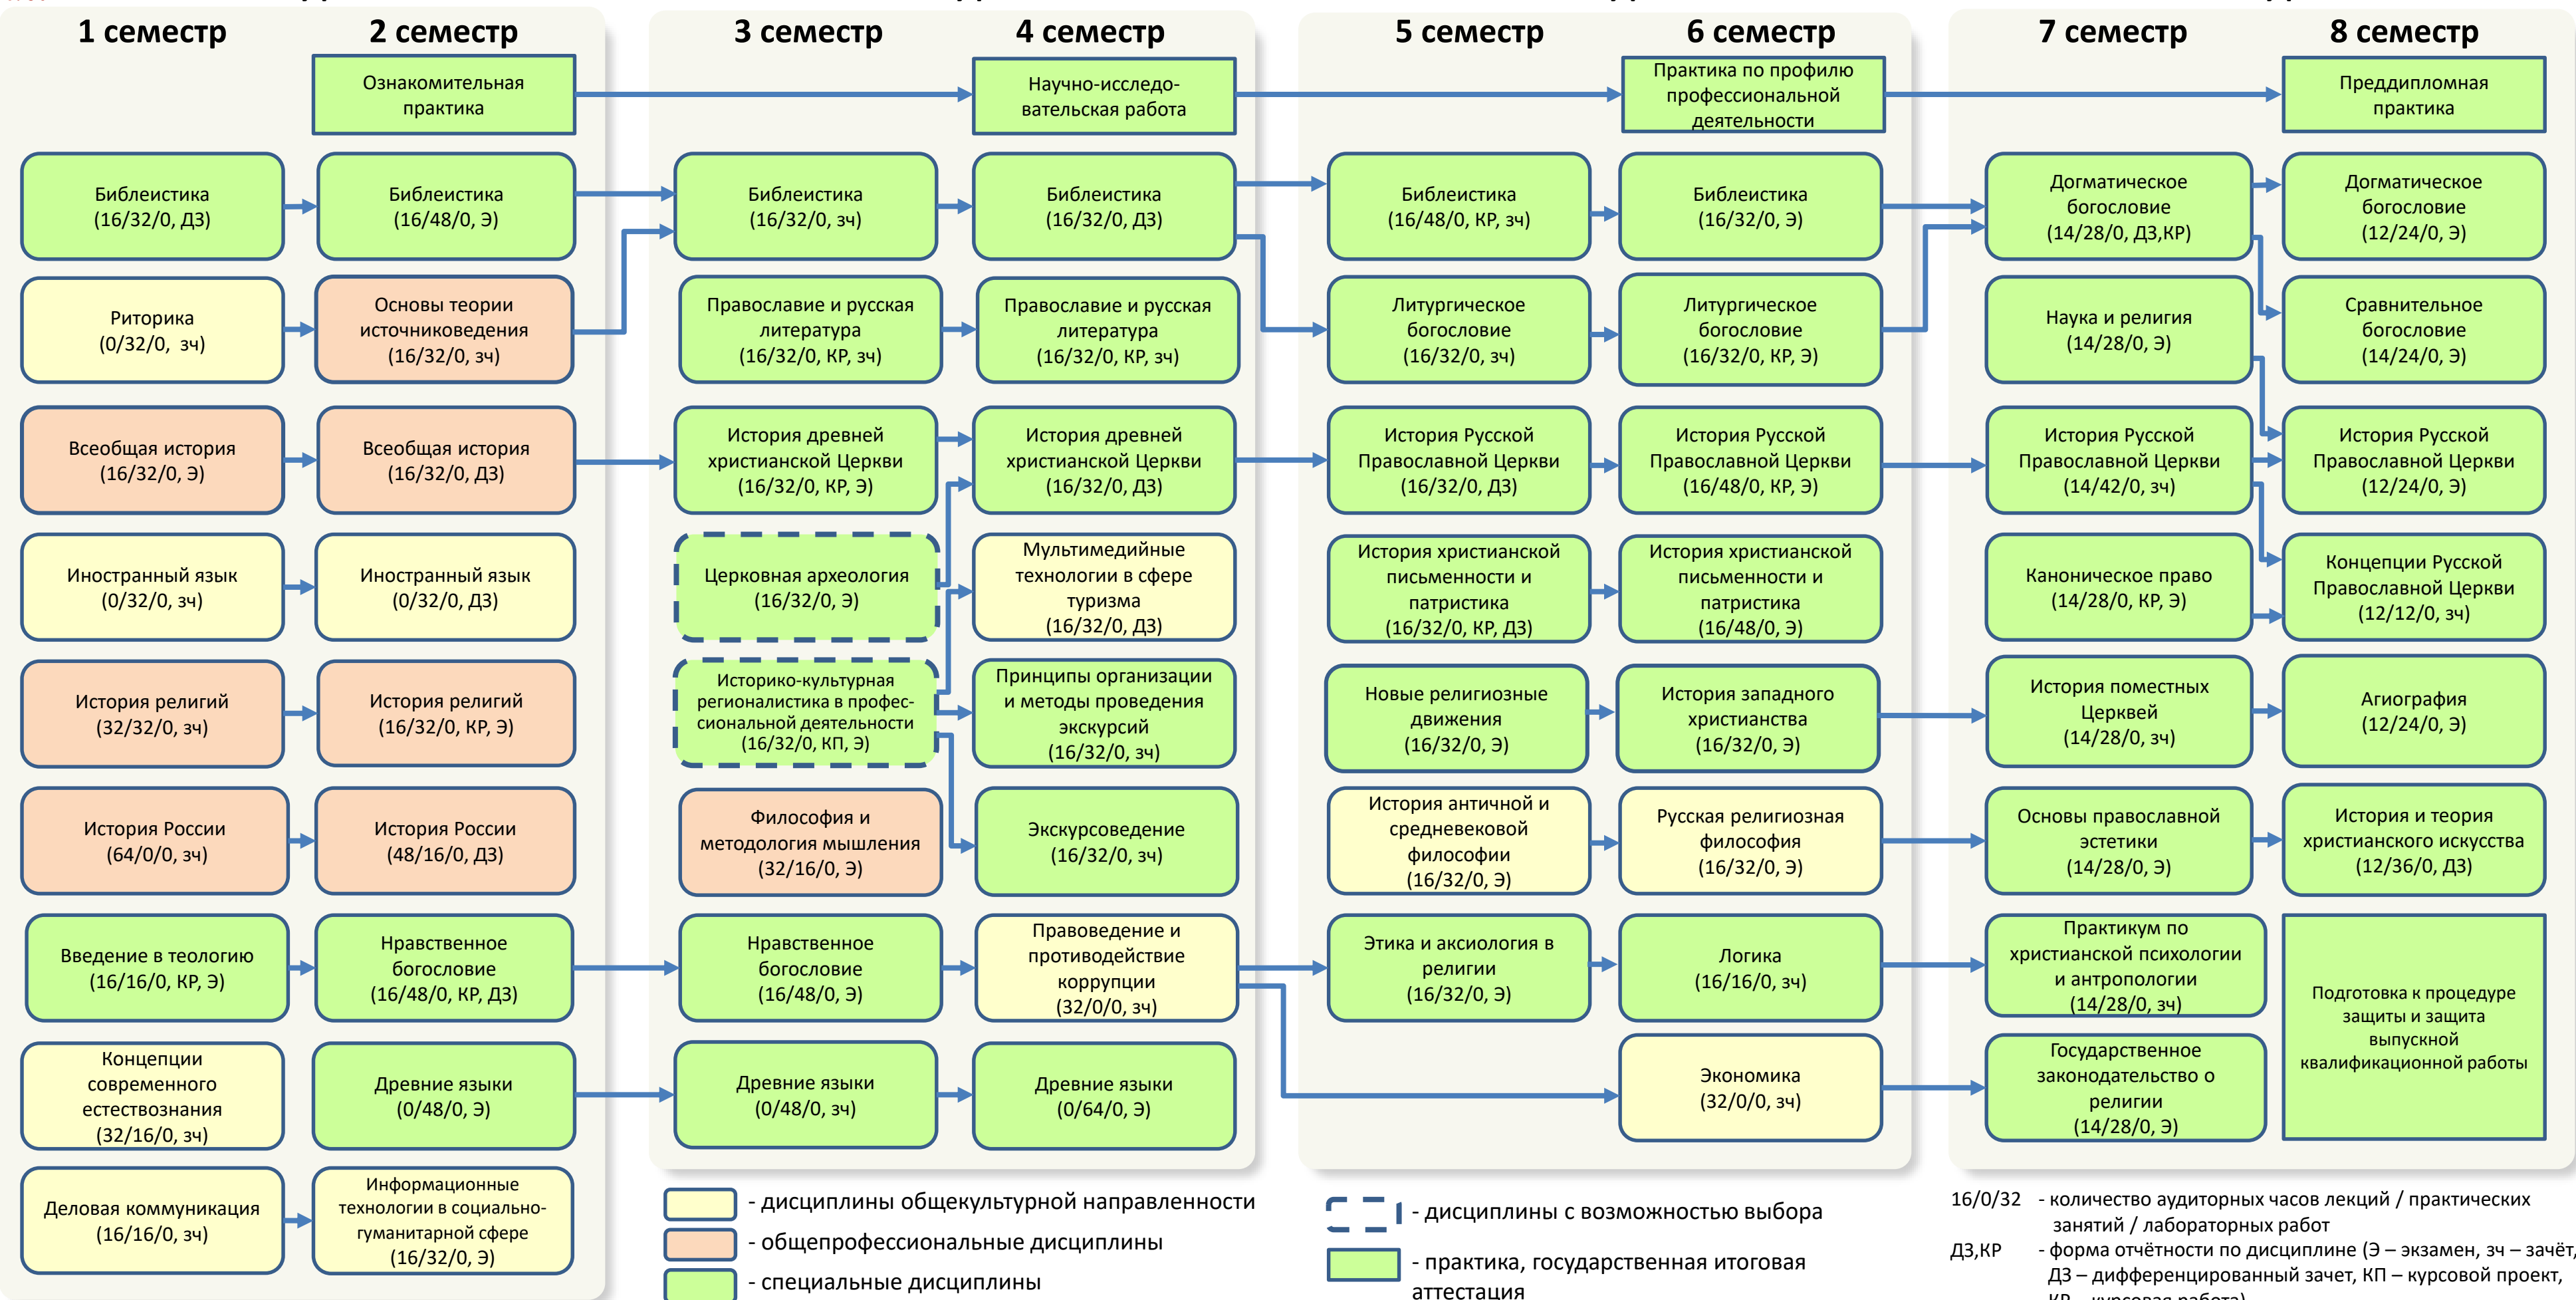 1 семестр
2 семестр
3 семестр
4 семестр
5 семестр
6 семестр
7 семестр
8 семестр
Ознакомительная
практика
Научно-исследо-
вательская работа
Практика по профилю
профессиональной
деятельности
Преддипломная
практика
Библеистика
(16/32/0, ДЗ)
Библеистика
(16/48/0, Э)
Библеистика
(16/32/0, зч)
Библеистика
(16/32/0, ДЗ)
Библеистика
(16/48/0, КР, зч)
Библеистика
(16/32/0, Э)
Догматическое
богословие
(14/28/0, ДЗ,КР)
Догматическое
богословие
(12/24/0, Э)
Риторика
(0/32/0, зч)
Основы теории
источниковедения
(16/32/0, зч)
Православие и русская
литература
(16/32/0, КР, зч)
Православие и русская
литература
(16/32/0, КР, зч)
Литургическое
богословие
(16/32/0, зч)
Литургическое
богословие
(16/32/0, КР, Э)
Наука и религия
(14/28/0, Э)
Сравнительное
богословие
(14/24/0, Э)
Всеобщая история
(16/32/0, Э)
Всеобщая история
(16/32/0, ДЗ)
История древней
христианской Церкви
(16/32/0, КР, Э)
История древней
христианской Церкви
(16/32/0, ДЗ)
История Русской
Православной Церкви
(16/32/0, ДЗ)
История Русской
Православной Церкви
(16/48/0, КР, Э)
История Русской
Православной Церкви
(14/42/0, зч)
История Русской
Православной Церкви
(12/24/0, Э)
Иностранный язык
(0/32/0, зч)
Иностранный язык
(0/32/0, ДЗ)
Церковная археология
(16/32/0, Э)
Мультимедийные
технологии в сфере
туризма
(16/32/0, ДЗ)
История христианской
письменности и
патристика
(16/32/0, КР, ДЗ)
История христианской
письменности и
патристика
(16/48/0, Э)
Каноническое право
(14/28/0, КР, Э)
Концепции Русской
Православной Церкви
(12/12/0, зч)
История религий
(32/32/0, зч)
История религий
(16/32/0, КР, Э)
Историко-культурная
регионалистика в профес-
сиональной деятельности
(16/32/0, КП, Э)
Принципы организации
и методы проведения
экскурсий
(16/32/0, зч)
Новые религиозные
движения
(16/32/0, Э)
История западного
христианства
(16/32/0, Э)
История поместных
Церквей
(14/28/0, зч)
Агиография
(12/24/0, Э)
История России
(64/0/0, зч)
История России
(48/16/0, ДЗ)
Философия и
методология мышления
(32/16/0, Э)
Экскурсоведение
(16/32/0, зч)
История античной и
средневековой
философии
(16/32/0, Э)
Русская религиозная
философия
(16/32/0, Э)
Основы православной
эстетики
(14/28/0, Э)
История и теория
христианского искусства
(12/36/0, ДЗ)
Введение в теологию
(16/16/0, КР, Э)
Нравственное
богословие
(16/48/0, КР, ДЗ)
Нравственное
богословие
(16/48/0, Э)
Правоведение и
противодействие
коррупции
(32/0/0, зч)
Этика и аксиология в
религии
(16/32/0, Э)
Логика
(16/16/0, зч)
Практикум по
христианской психологии
и антропологии
(14/28/0, зч)
Подготовка к процедуре
защиты и защита
выпускной
квалификационной работы
Концепции
современного
естествознания
(32/16/0, зч)
Древние языки
(0/48/0, Э)
Древние языки
(0/48/0, зч)
Древние языки
(0/64/0, Э)
Экономика
(32/0/0, зч)
Государственное
законодательство о
религии
(14/28/0, Э)
Деловая коммуникация
(16/16/0, зч)
Информационные
технологии в социально-
гуманитарной сфере
(16/32/0, Э)
- дисциплины общекультурной направленности
- общепрофессиональные дисциплины
- специальные дисциплины
- дисциплины с возможностью выбора
- практика, государственная итоговая
аттестация
16/0/32 - количество аудиторных часов лекций / практических
занятий / лабораторных работ
ДЗ,КР - форма отчётности по дисциплине (Э – экзамен, зч – зачёт,
ДЗ – дифференцированный зачет, КП – курсовой проект,
КР – курсовая работа)